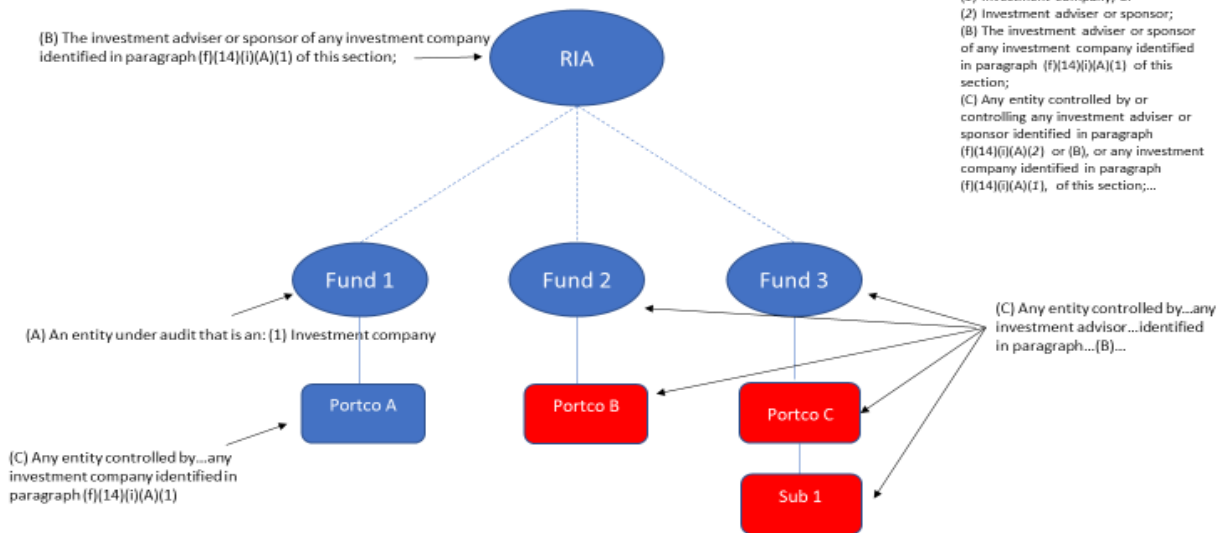 (2) Investment adviser or sponsor;
(B) The investment adviser or sponsor
of any investment company identified
in paragraph (f)(14)(i)(A)(1) of this
section;
(C) Any entity controlled by or
controlling any investment adviser or
sponsor identified in paragraph
(f)(14)(i)(A)(2) or (B), or any investment
company identified in paragraph
(f)(14)(i)(A)(1), of this section;...
(B) The investment adviser or sponsor of any investment company
identified in paragraph (f)(14)(i)(A)(1) of this section;
RIA
Fund 1
Fund 2
Fund 3
(A) An entity under audit that is an: (1) Investment company
(C) Any entity controlled by...any
investment advisor...identified
in paragraph...(B)...
Portco A
Portco B
Portco C
(C) Any entity controlled by...any
investment company identified in
paragraph (f)(14)(i)(A)(1)
Sub 1